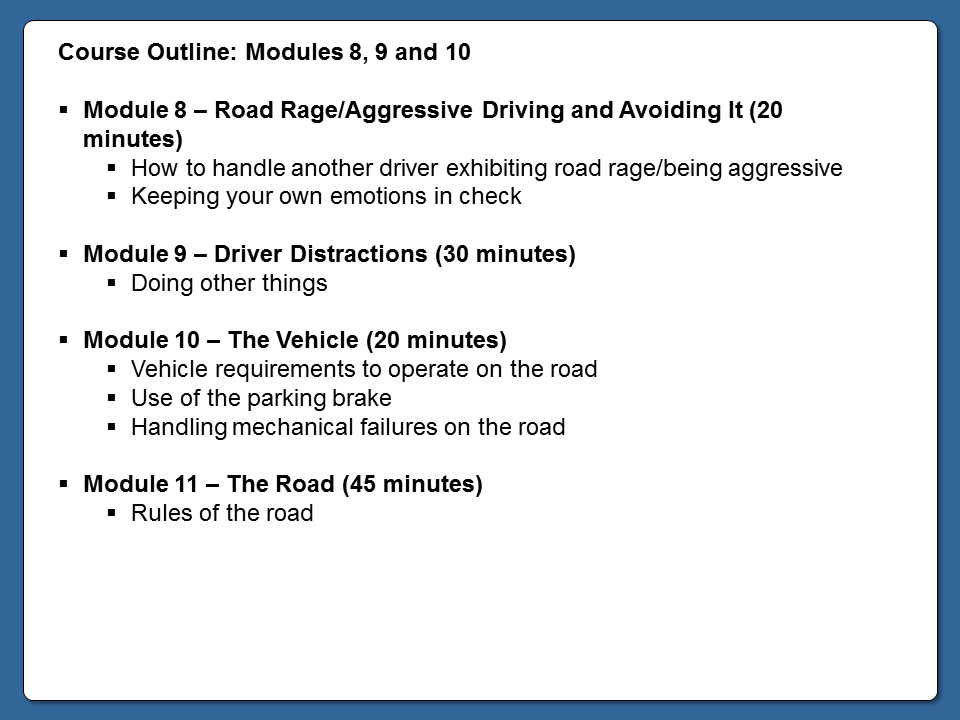 Course Outline: Modules 8, 9 and 10
▪ Module 8 – Road Rage/Aggressive Driving and Avoiding It (20
minutes)
▪ How to handle another driver exhibiting road rage/being aggressive
▪ Keeping your own emotions in check
▪ Module 9 – Driver Distractions (30 minutes)
▪ Doing other things
▪ Module 10 – The Vehicle (20 minutes)
▪ Vehicle requirements to operate on the road
▪ Use of the parking brake
▪ Handling mechanical failures on the road
▪ Module 11 – The Road (45 minutes)
▪ Rules of the road